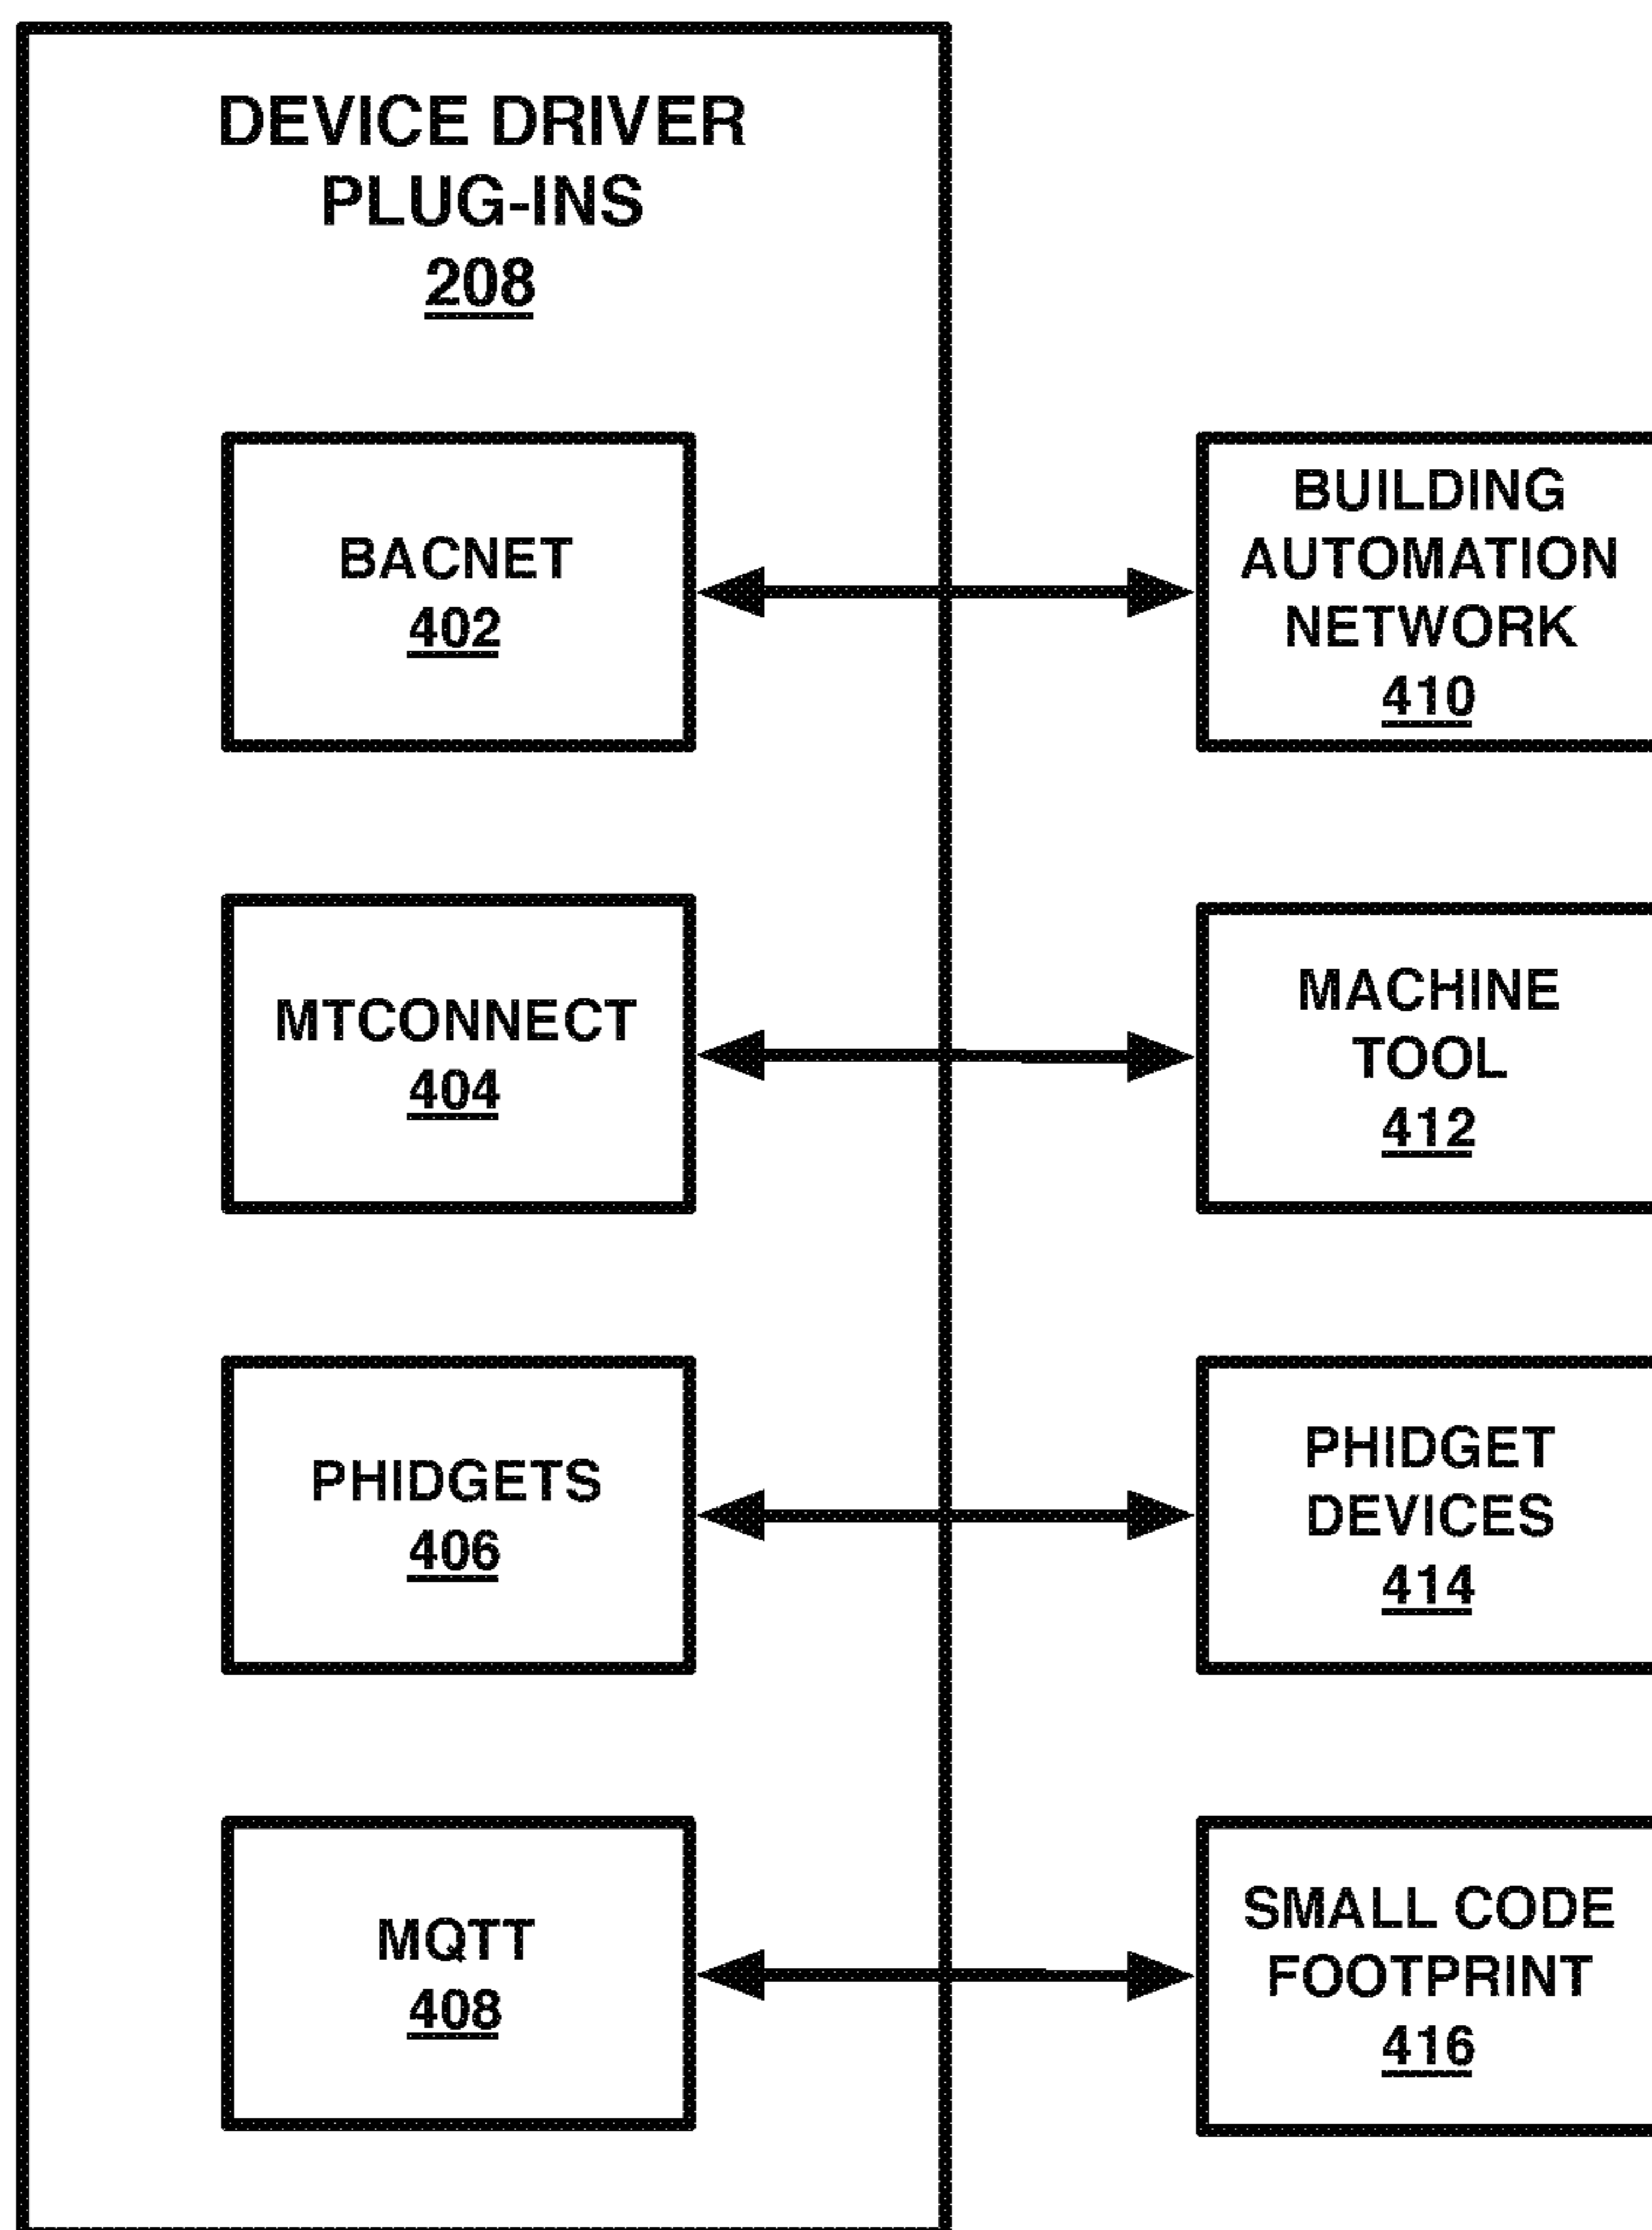 DEVICE DRIVER
PLUG-INS
208
BACNET
402
BUILDING
AUTOMATION
NETWORK
410
MTCONNECT
404
MACHINE
TOOL
412
PHIDGETS
406
PHIDGET
DEVICES
414
MQTT
408
SMALL CODE
FOOTPRINT
416